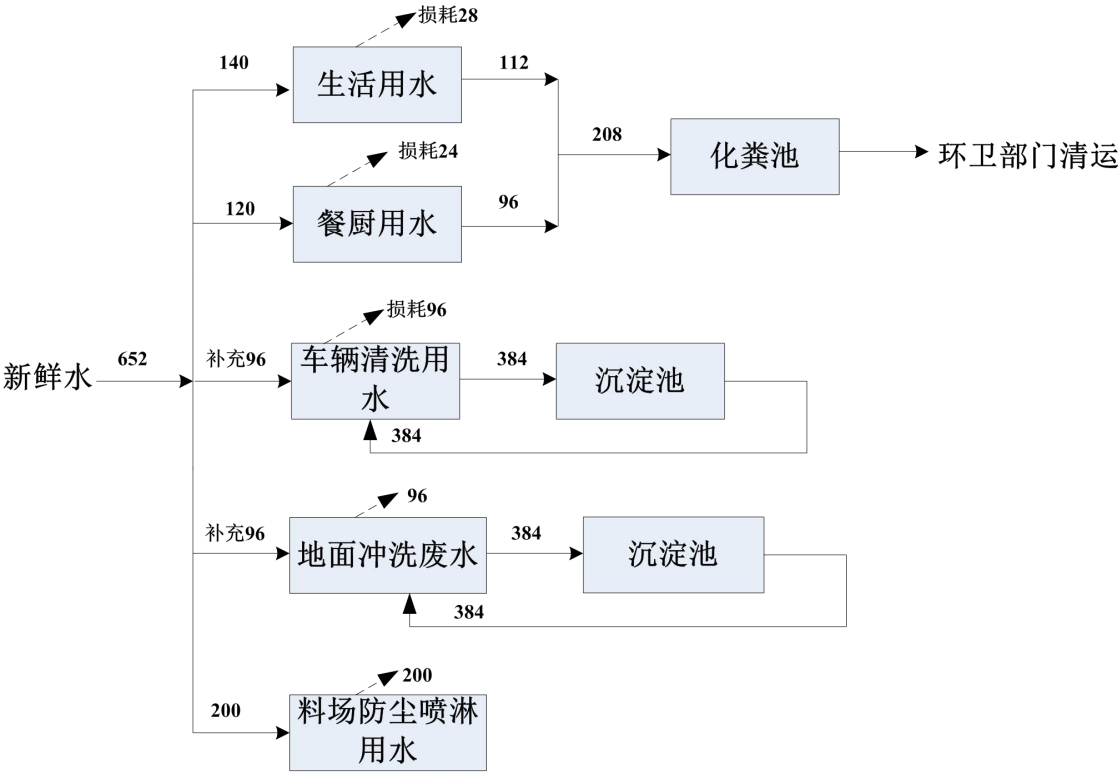 损耗28
140
生活用水
112
208
化粪池
环卫部门清运
损耗24
120
餐厨用水
96
损耗96
新鲜水
652
补充96
车辆清洗用
水
384
沉淀池
384
96
补充96
地面冲洗废水
384
沉淀池
384
200
200
料场防尘喷淋
用水